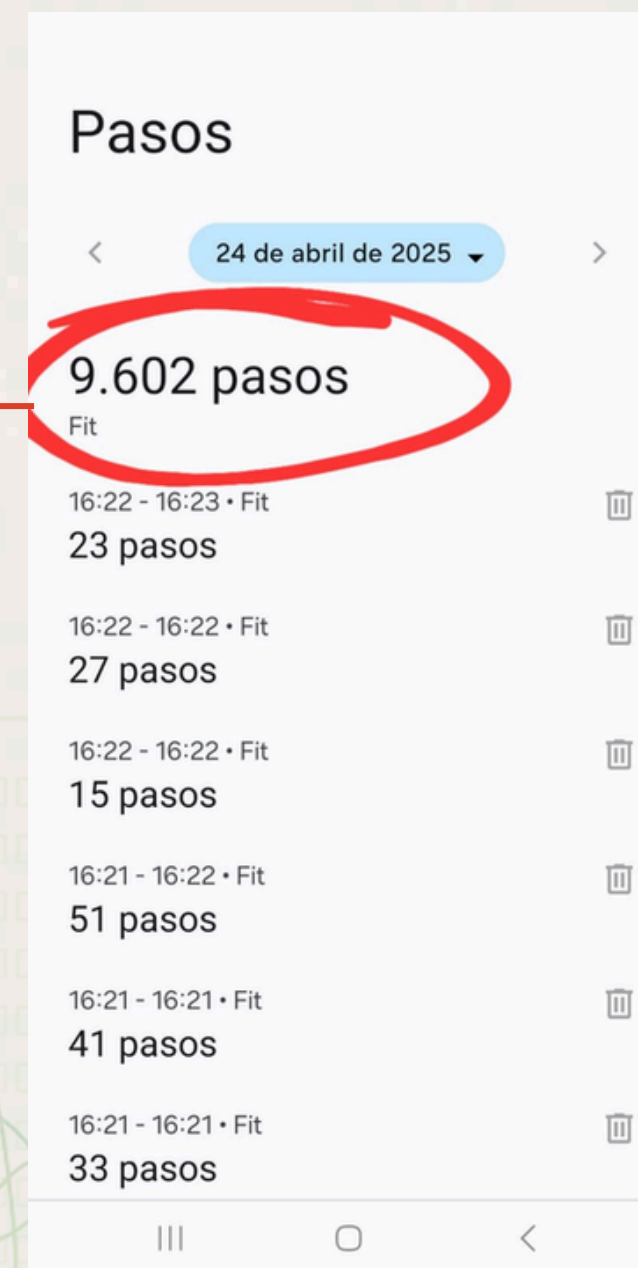 Pasos
24 de abril de 2025
9.602 pasos
Fit
16:22 - 16:23 • Fit
23 pasos
16:22 - 16:22 • Fit
27 pasos
16:22 - 16:22 • Fit
15 pasos
16:21 - 16:22 • Fit
51 pasos
16:21 - 16:21 • Fit
41 pasos
16:21 - 16:21 • Fit
33 pasos